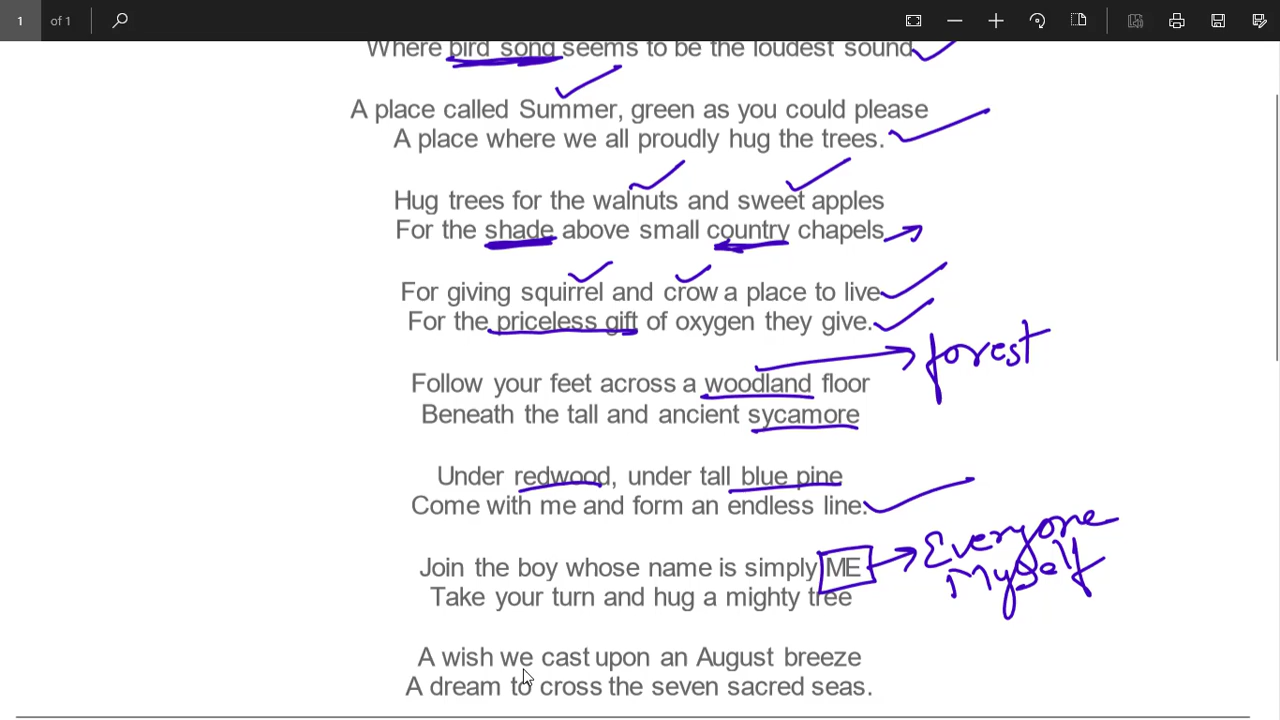 1 of 1
Where bird song seems to be the loudest sound
A place called Summer, green as you could please
A place where we all proudly hug the trees.
Hug trees for the walnuts and sweet apples
For the shade above small country chapels
For giving squirrel and crow a place to live
For the priceless gift of oxygen they give.
forest
Follow your feet across a woodland floor
Beneath the tall and ancient sycamore
Under redwood, under tall blue pine
Come with me and form an endless line.
Everyone
Join the boy whose name is simply ME
Myself
Take your turn and hug a mighty tree
A wish we cast upon an August breeze
A dream to cross the seven sacred seas.